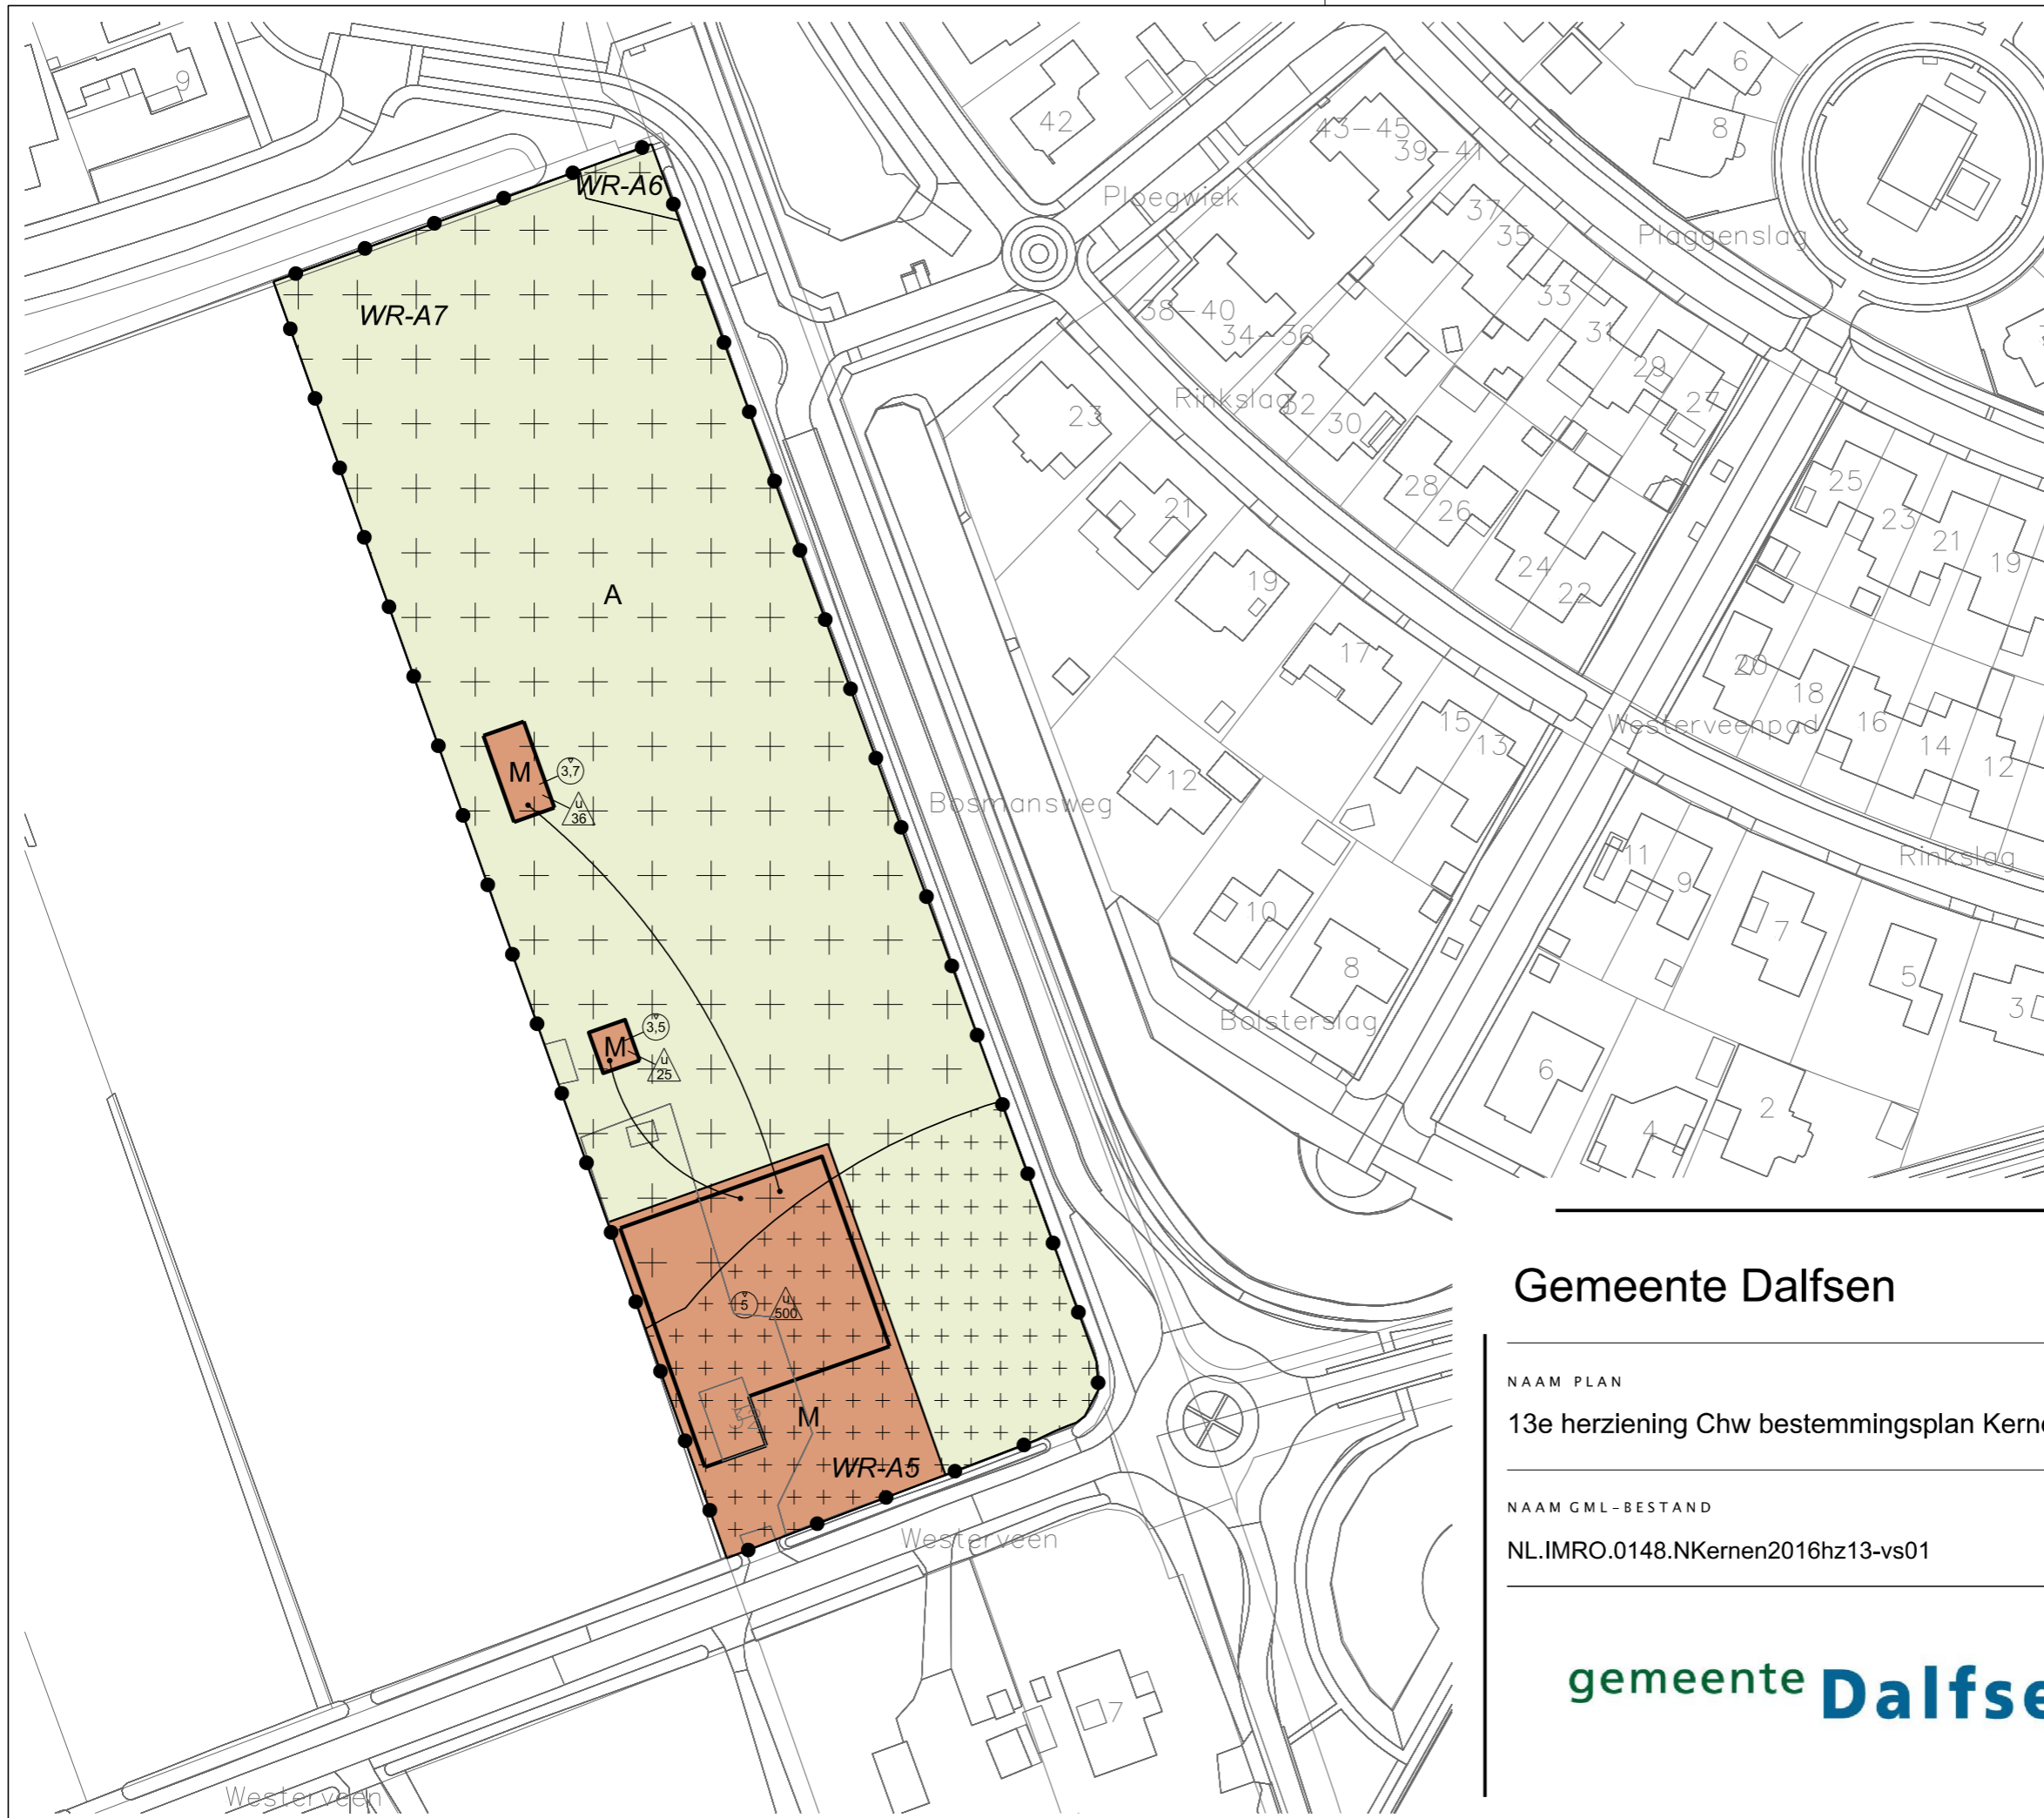 9
42
43-45
39-41
6
8
Ploegwiek
37
35
Plaggenslag
WR-A6
WR-A7
38-40
34-36
33
31
29
27
Rinkslag
32
30
23
28
26
25
23
21
19
21
19
24
22
A
17
20
18
16
14
12
Westerveenpad
15
13
M
3,7
u
36
12
Bosmansweg
11
9
Rinkslag
10
7
8
5
3
M
3,5
u
25
Bolsterslag
6
4
2
5
u
500
M
WR-A5
Westerveen
7
Westerveen
Gemeente Dalfsen
NAAM PLAN
13e herziening Chw bestemmingsplan Kerne
NAAM GML-BESTAND
NL.IMRO.0148.NKernen2016hz13-vs01
gemeente Dalfse